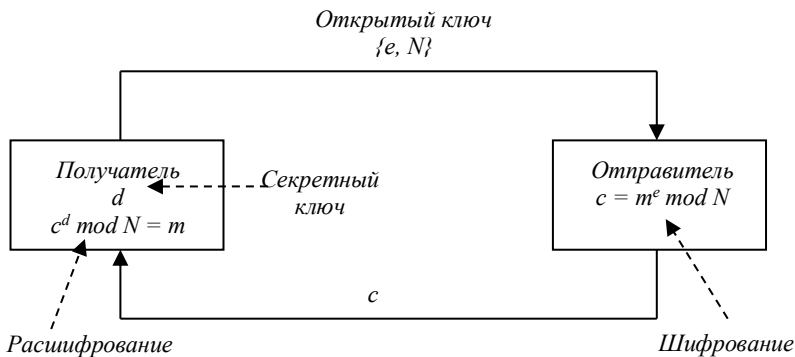 Открытый ключ
{e, N}
Получатель
d
c^d mod N = m
Секретный
ключ
Отправитель
c = m^e mod N
c
Расшифрование
Шифрование